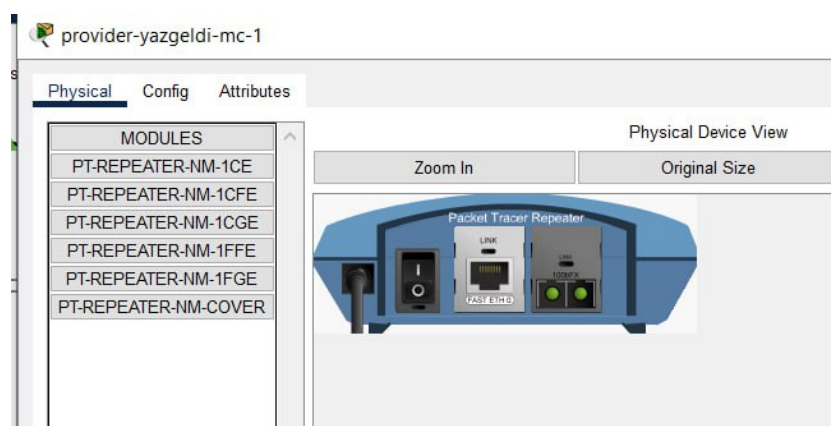 provider-yazgeldi-mc-1
s
Physical Config Attributes
MODULES
PT-REPEATER-NM-1CE
PT-REPEATER-NM-1CFE
PT-REPEATER-NM-1CGE
PT-REPEATER-NM-1FFE
PT-REPEATER-NM-1FGE
PT-REPEATER-NM-COVER
Physical Device View
Zoom In Original Size
Packet Tracer Repeater
LINK
LINK
100bFX
FAST ETH 0